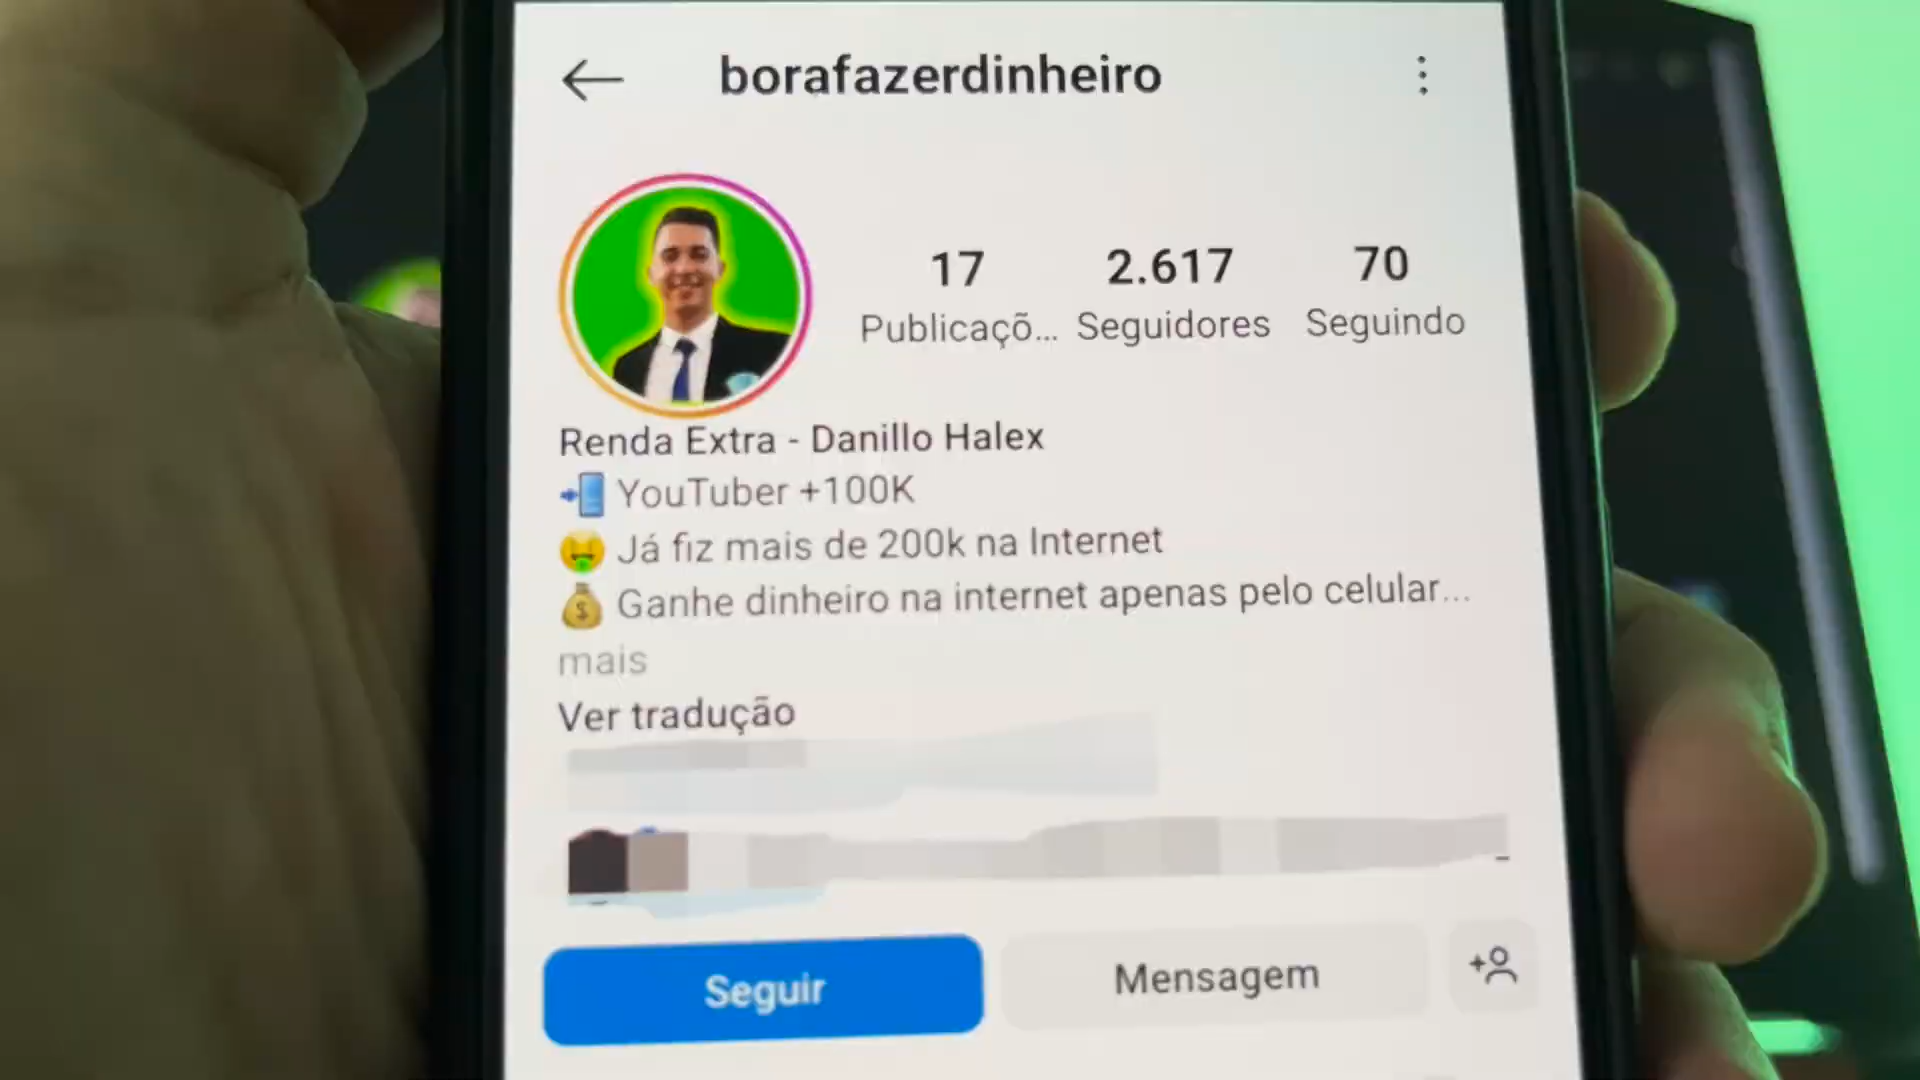 borafazerdinheiro
17 2.617 70
Publicaçõ... Seguidores Seguindo
Renda Extra - Danillo Halex
YouTuber +100K
Já fiz mais de 200k na Internet
Ganhe dinheiro na internet apenas pelo celular...
mais
Ver tradução
Seguir Mensagem